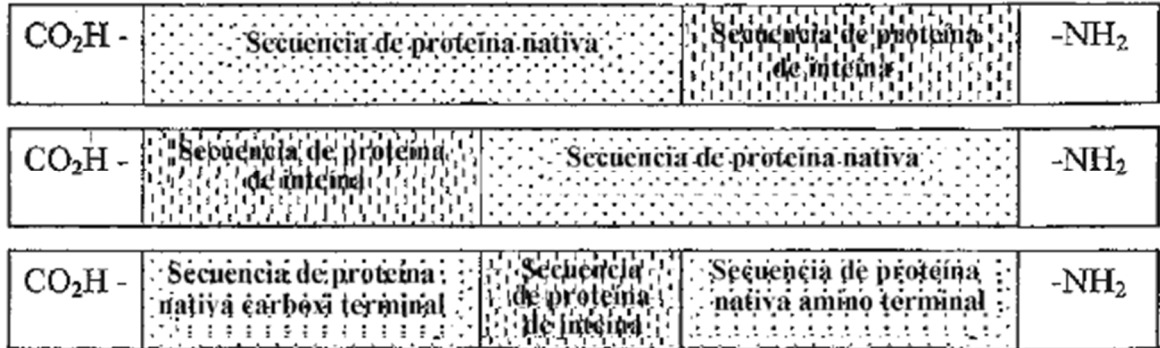 CO₂H -
Secuencia de proteína nativa
Secuencia de proteína
de inteína
-NH₂
CO₂H -
Secuencia de proteína
de inteína
Secuencia de proteína nativa
-NH₂
CO₂H -
Secuencia de proteína
nativa carboxi terminal
Secuencia
de proteína
de inteína
Secuencia de proteína
nativa amino terminal
-NH₂